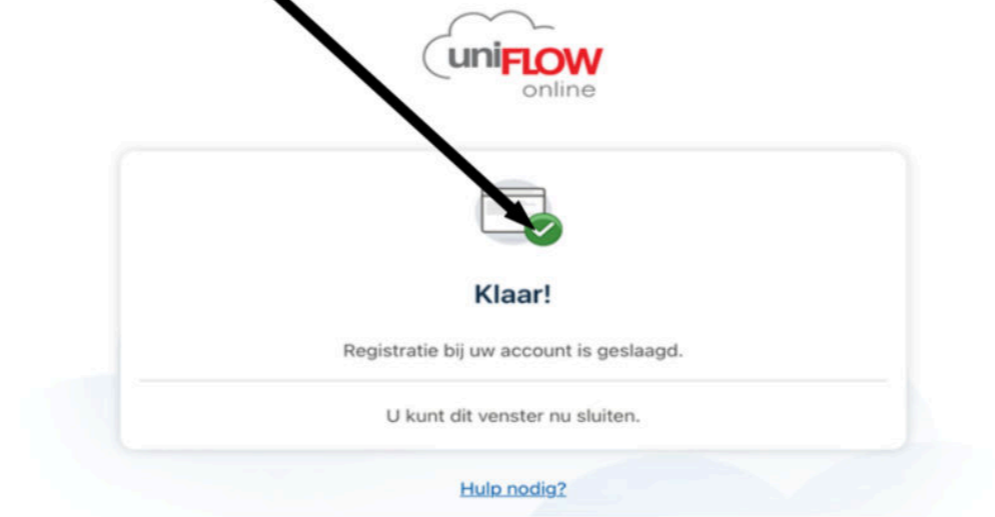 uniFLOW
online
Klaar!
Registratie bij uw account is geslaagd.
U kunt dit venster nu sluiten.
Hulp nodig?